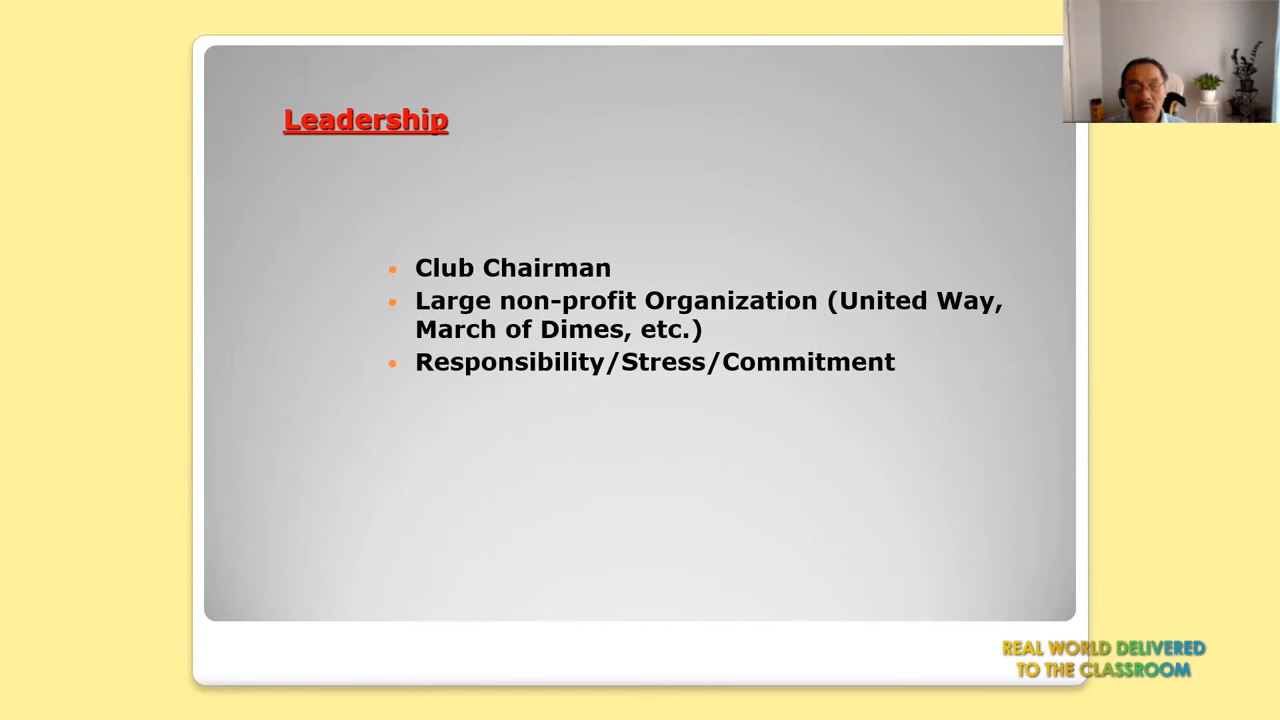 Leadership
Club Chairman
Large non-profit Organization (United Way,
March of Dimes, etc.)
Responsibility/Stress/Commitment
REAL WORLD DELIVERED
TO THE CLASSROOM